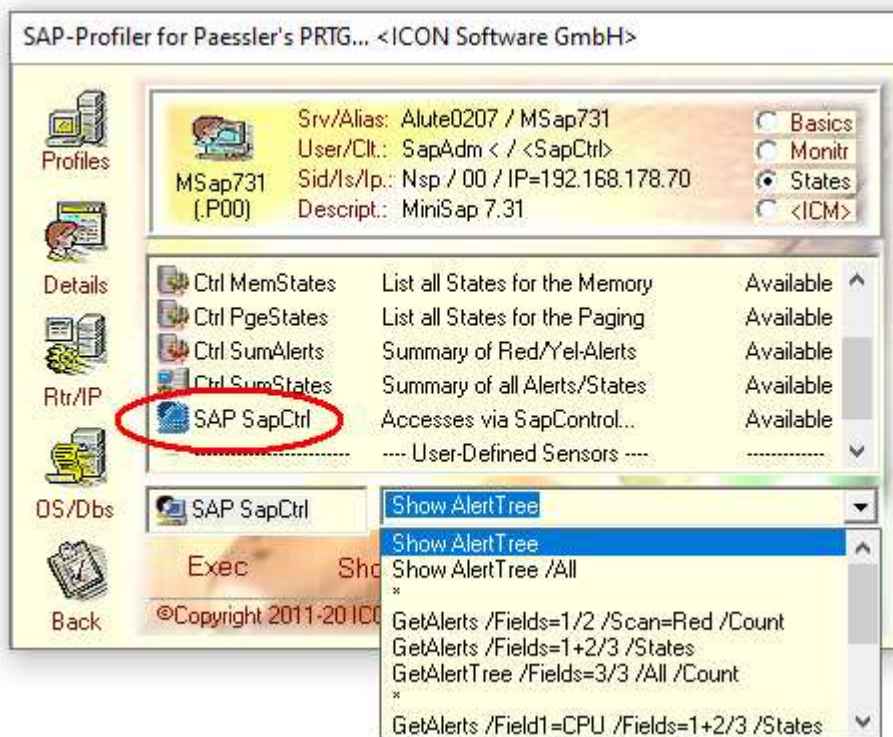 SAP-Profiler for Paessler's PRTG... <ICON Software GmbH>
Profiles
Details
Rtr/IP
OS/Dbs
Back
MSap731
(.P00)
Srv/Alias: Alute0207 / MSap731
User/Clt.: SapAdm < / <SapCtrl>
Sid/Is/Ip.: Nsp / 00 / IP=192.168.178.70
Descript.: MiniSap 7.31
Basics
Monitr
States
<ICM>
Ctrl MemStates List all States for the Memory Available
Ctrl PgeStates List all States for the Paging Available
Ctrl SumAlerts Summary of Red/Yel-Alerts Available
Ctrl SumStates Summary of all Alerts/States Available
SAP SapCtrl Accesses via SapControl... Available
-------------------------- ---- User-Defined Sensors ---- -------------
SAP SapCtrl Show AlertTree
Exec
©Copyright 2011-20
Show AlertTree
Show AlertTree /All
*
GetAlerts /Fields=1/2 /Scan=Red /Count
GetAlerts /Fields=1+2/3 /States
GetAlertTree /Fields=3/3 /All /Count
*
GetAlerts /Field1=CPU /Fields=1+2/3 /States